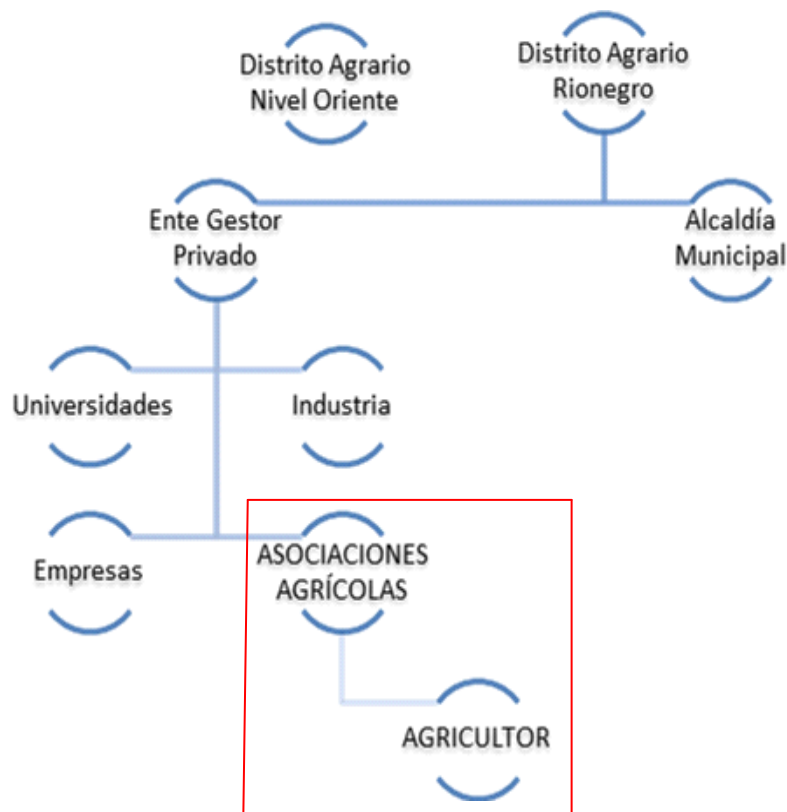 Distrito Agrario
Nivel Oriente
Distrito Agrario
Rionegro
Ente Gestor
Privado
Alcaldía
Municipal
Universidades
Industria
Empresas
ASOCIACIONES
AGRÍCOLAS
AGRICULTOR